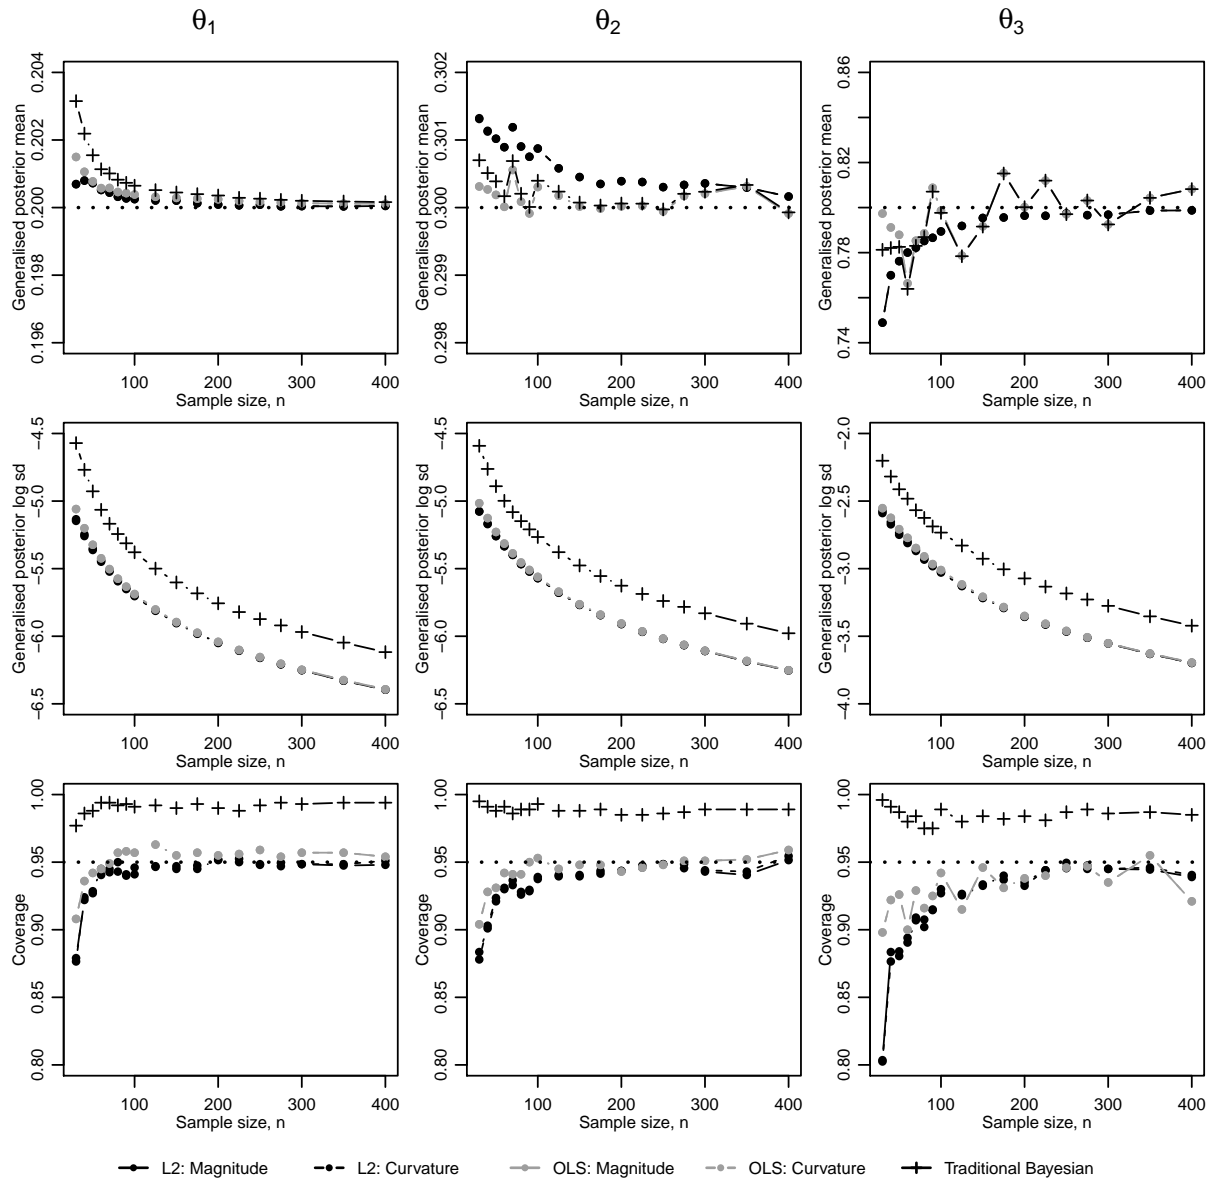 θ1 θ2 θ3
Generalised posterior mean
0.196 0.198 0.200 0.202 0.204
100 200 300 400
Sample size, n
Generalised posterior mean
0.298 0.299 0.300 0.301 0.302
100 200 300 400
Sample size, n
Generalised posterior mean
0.74 0.78 0.82 0.86
100 200 300 400
Sample size, n
Generalised posterior log sd
−6.5 −6.0 −5.5 −5.0 −4.5
100 200 300 400
Sample size, n
Generalised posterior log sd
−6.5 −6.0 −5.5 −5.0 −4.5
100 200 300 400
Sample size, n
Generalised posterior log sd
−4.0 −3.5 −3.0 −2.5 −2.0
100 200 300 400
Sample size, n
Coverage
0.80 0.85 0.90 0.95 1.00
100 200 300 400
Sample size, n
Coverage
0.80 0.85 0.90 0.95 1.00
100 200 300 400
Sample size, n
Coverage
0.80 0.85 0.90 0.95 1.00
100 200 300 400
Sample size, n
L2: Magnitude L2: Curvature OLS: Magnitude OLS: Curvature Traditional Bayesian